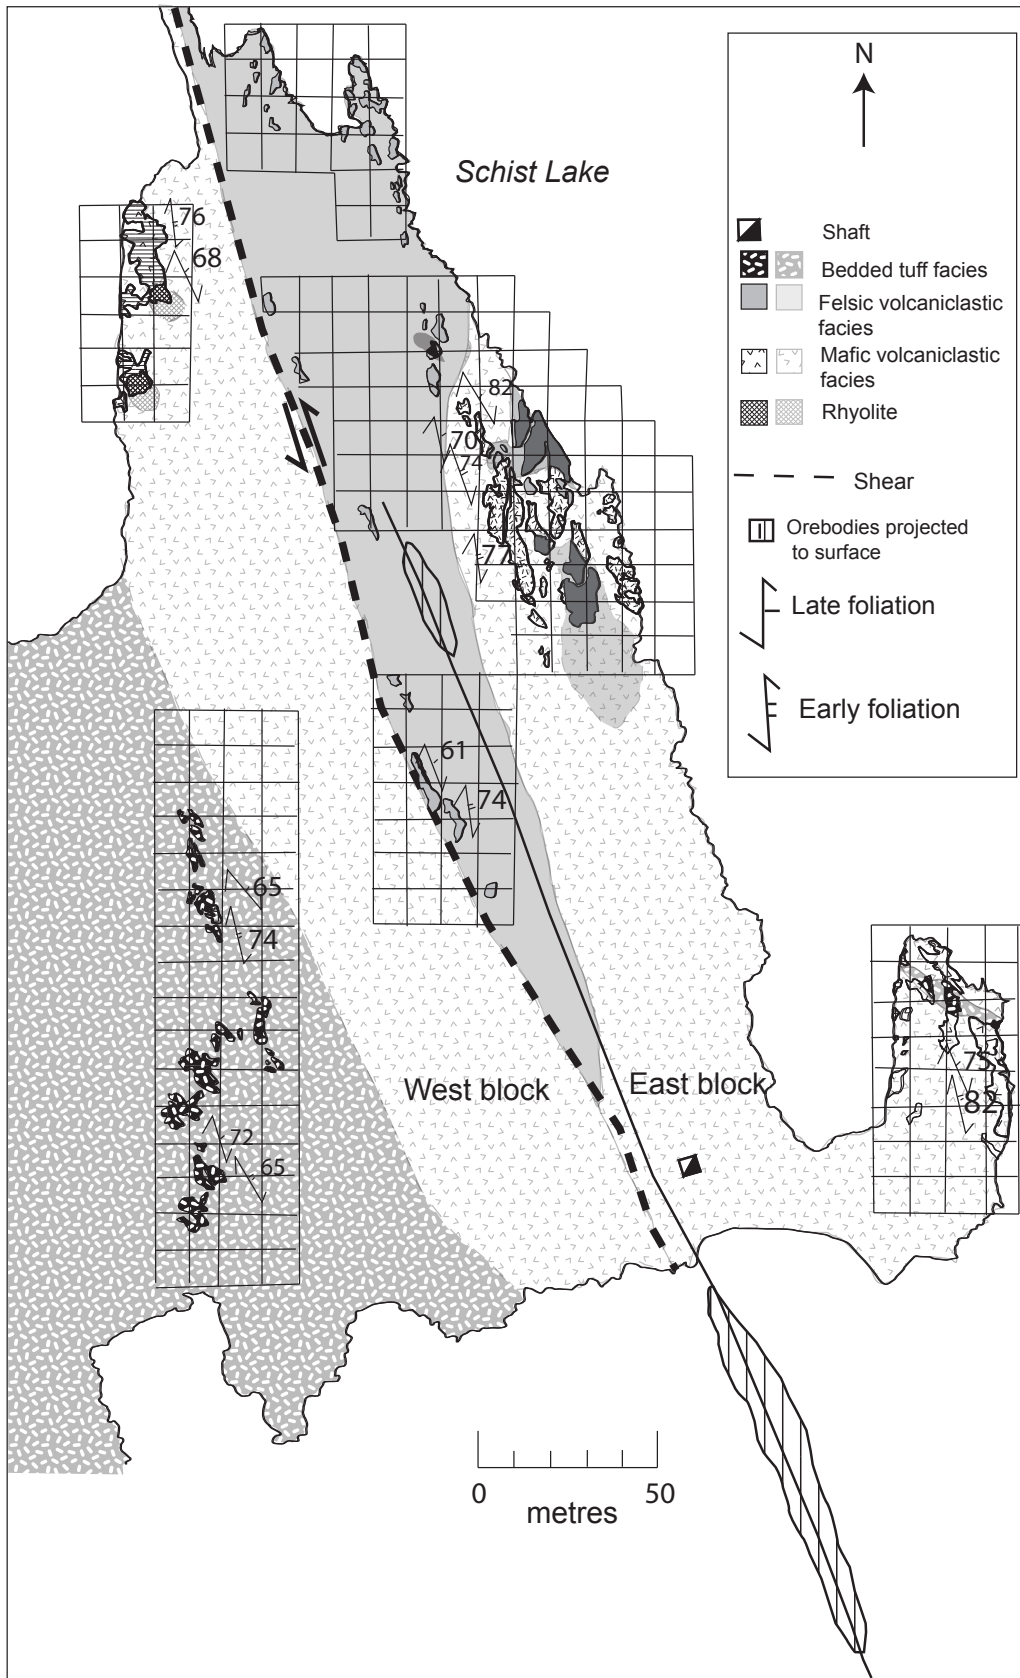 N
Schist Lake
Shaft
Bedded tuff facies
Felsic volcaniclastic
facies
Mafic volcaniclastic
facies
Rhyolite
Shear
Orebodies projected
to surface
Late foliation
Early foliation
76
68
82
70
74
77
61
74
65
74
72
65
West block
East block
82
0
50
metres